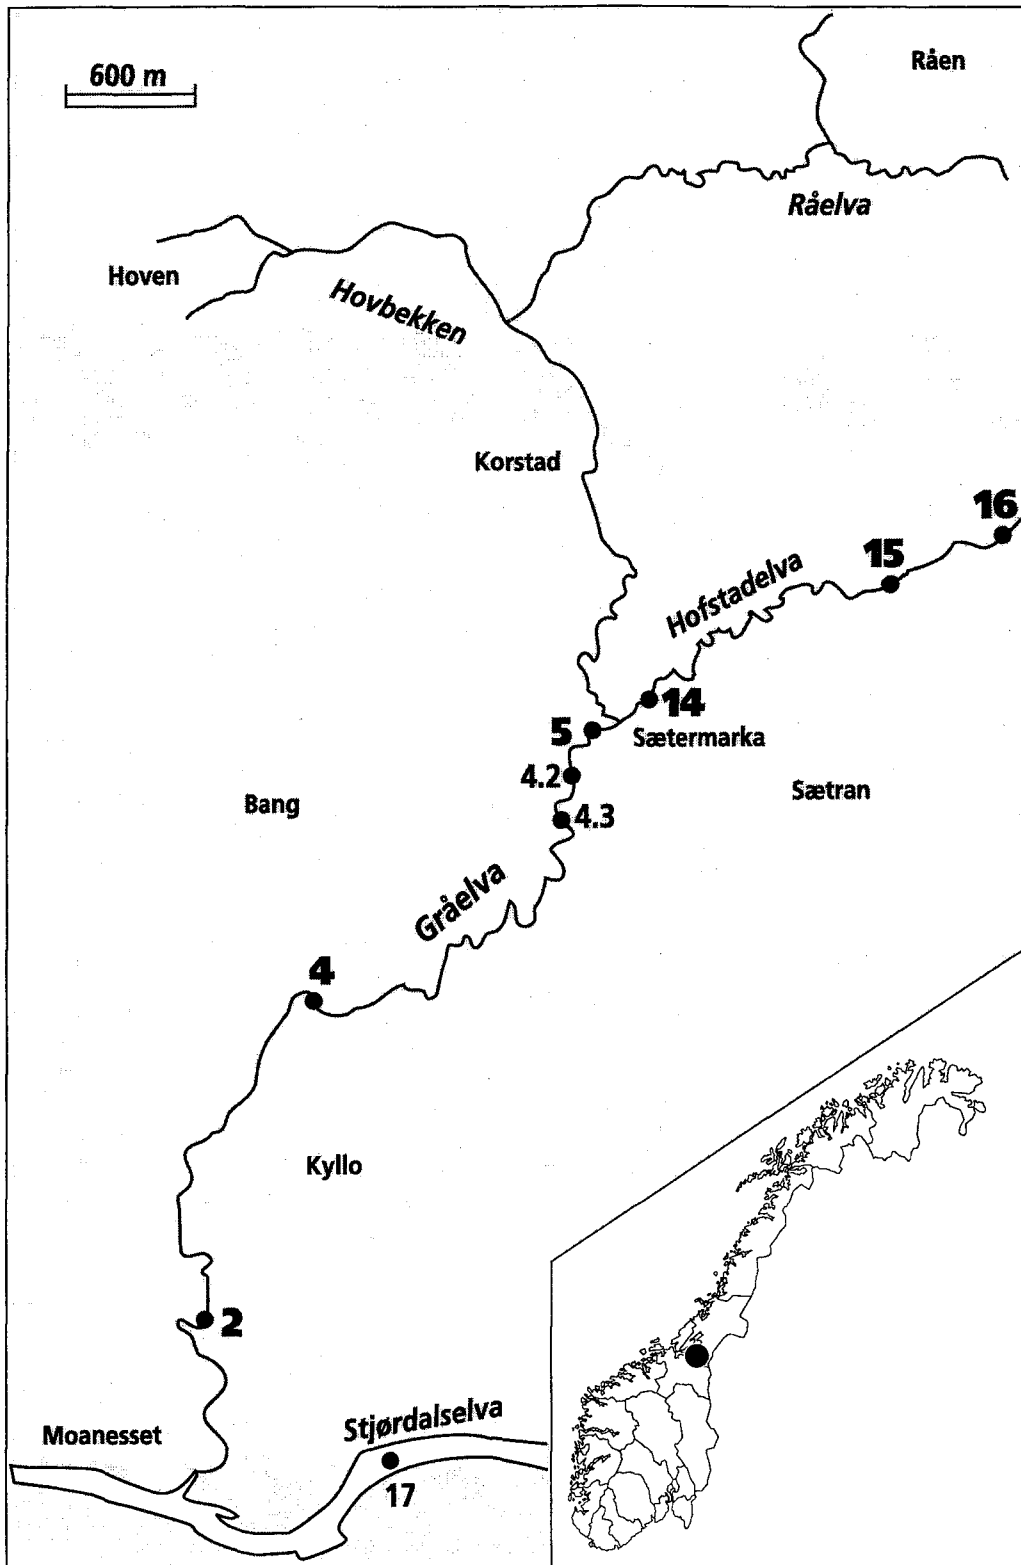 600 m
Råen
Råelva
Hoven
Hovbekken
Korstad
16
15
Hofstadelva
14
5
Sætermarka
4.2
Sætran
Bang
4.3
Gråelva
4
Kyllo
2
Stjørdalselva
Moanesset
17